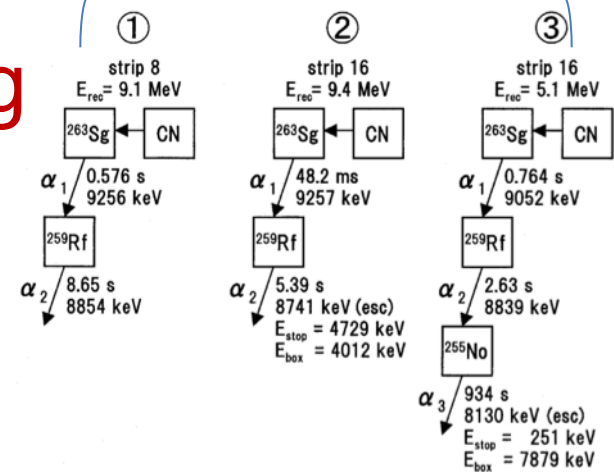 g
①
strip 8
E_rec= 9.1 MeV
²⁶³Sg
CN
α₁
0.576 s
9256 keV
²⁵⁹Rf
α₂
8.65 s
8854 keV
②
strip 16
E_rec= 9.4 MeV
²⁶³Sg
CN
α₁
48.2 ms
9257 keV
²⁵⁹Rf
α₂
5.39 s
8741 keV (esc)
E_stop = 4729 keV
E_box = 4012 keV
③
strip 16
E_rec= 5.1 MeV
²⁶³Sg
CN
α₁
0.764 s
9052 keV
²⁵⁹Rf
α₂
2.63 s
8839 keV
²⁵⁵No
α₃
934 s
8130 keV (esc)
E_stop = 251 keV
E_box = 7879 keV